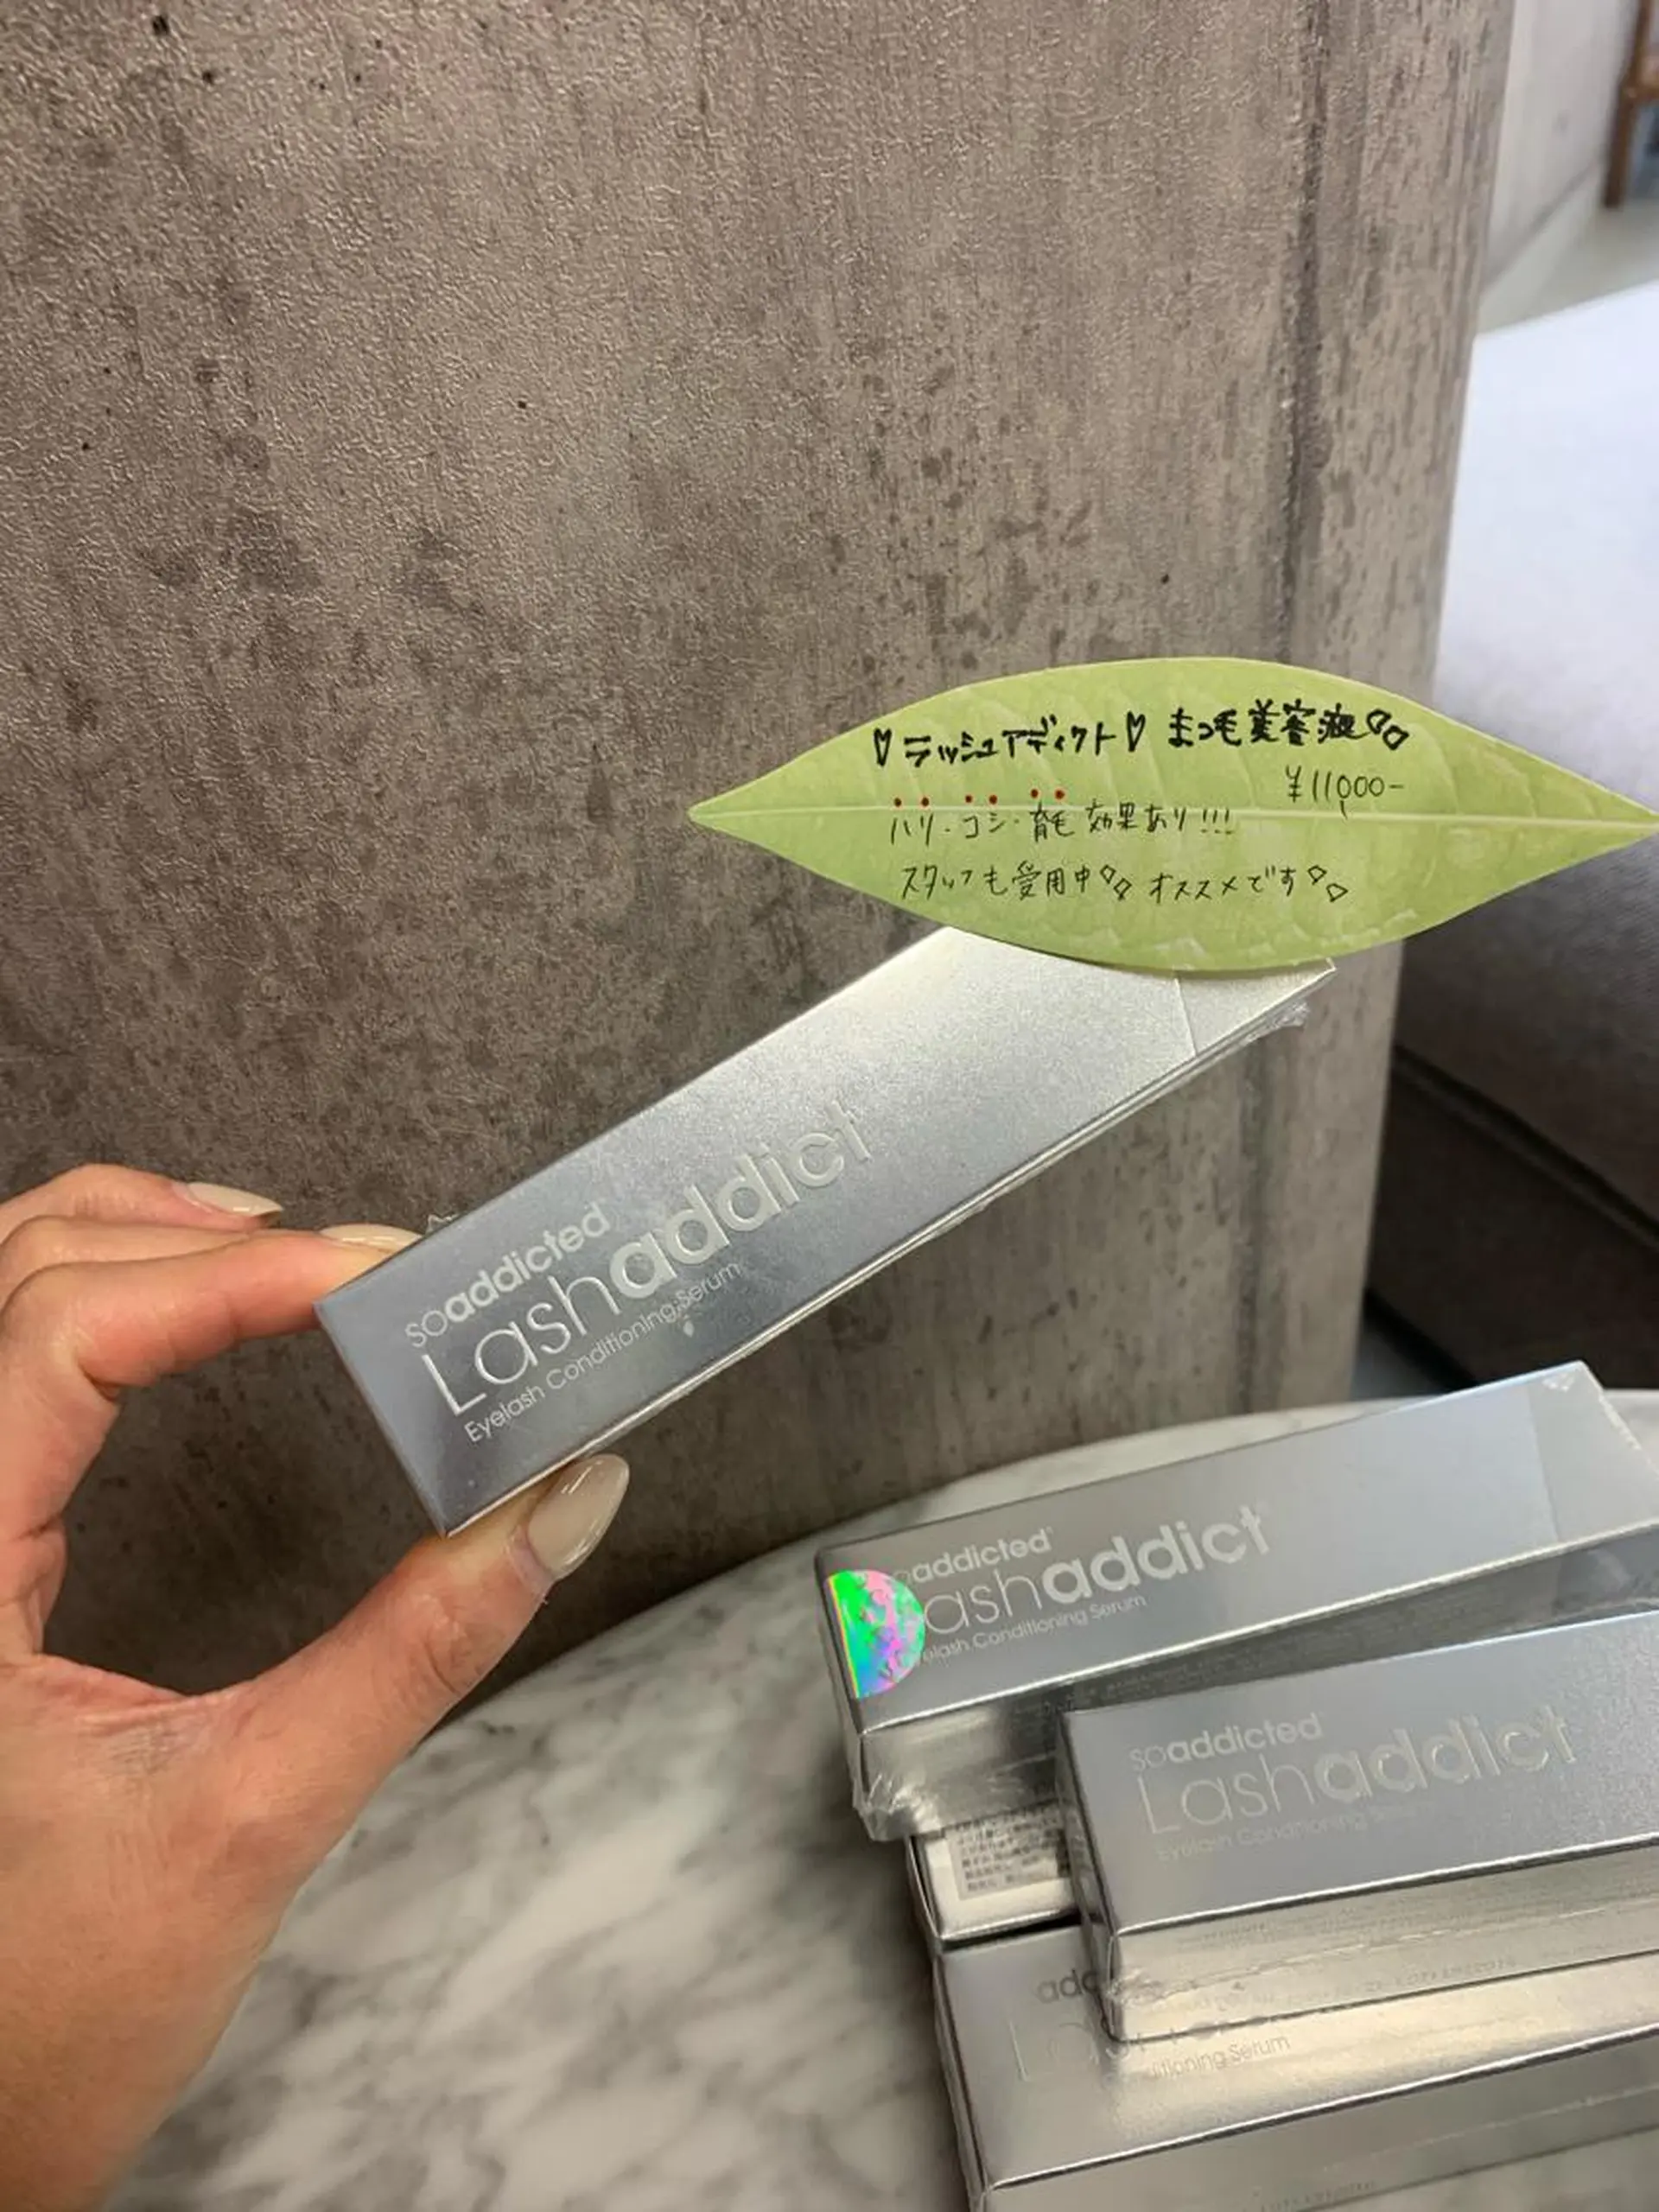 ♡ラッシュアディクト♡ まつ毛美容液
¥11,000-
ハリ・コシ・育毛 効果あり!!!
スタッフも愛用中 オススメです
soaddicted
Lashaddict
Eyelash Conditioning Serum
soaddicted
Lashaddict
Eyelash Conditioning Serum
soaddicted
Lashaddict
Eyelash Conditioning Serum